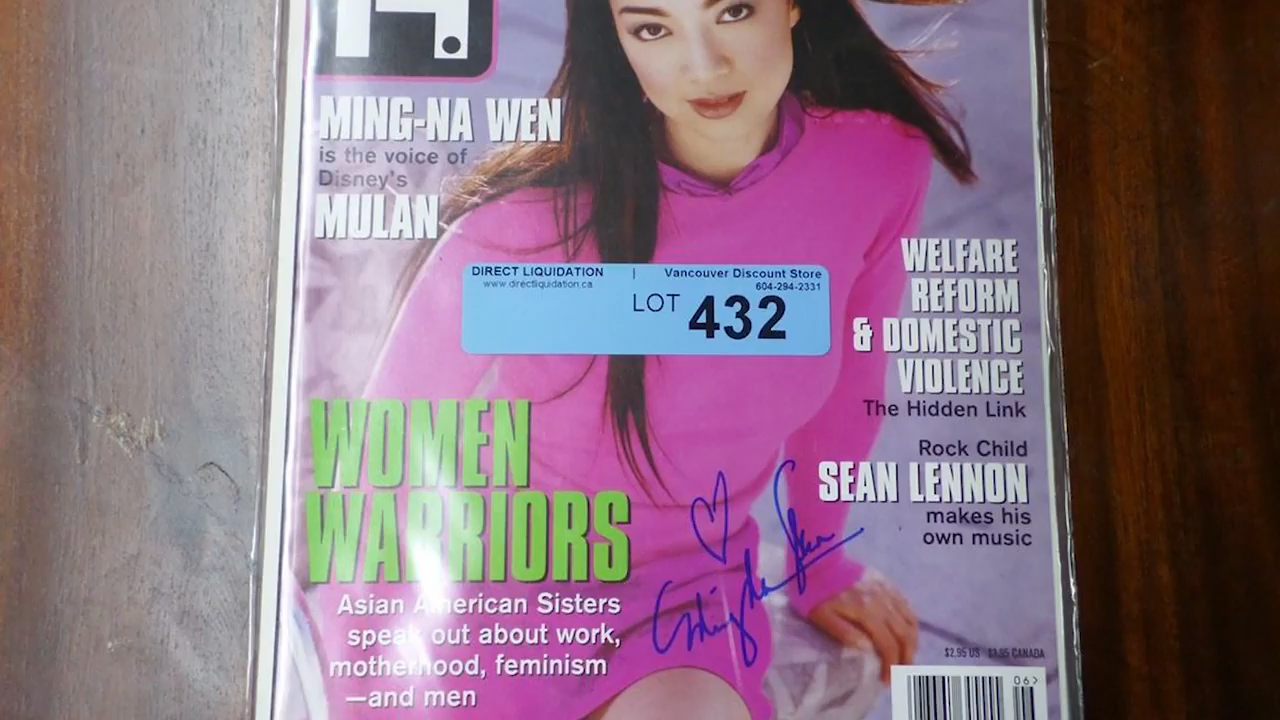 MING-NA WEN
is the voice of
Disney's
MULAN
DIRECT LIQUIDATION | Vancouver Discount Store
www.directliquidation.ca 604-294-2331
LOT 432
WELFARE
REFORM
& DOMESTIC
VIOLENCE
The Hidden Link
Rock Child
SEAN LENNON
makes his
own music
WOMEN
WARRIORS
Asian American Sisters
speak out about work,
motherhood, feminism
—and men
$2.95 US $3.95 CANADA
06>